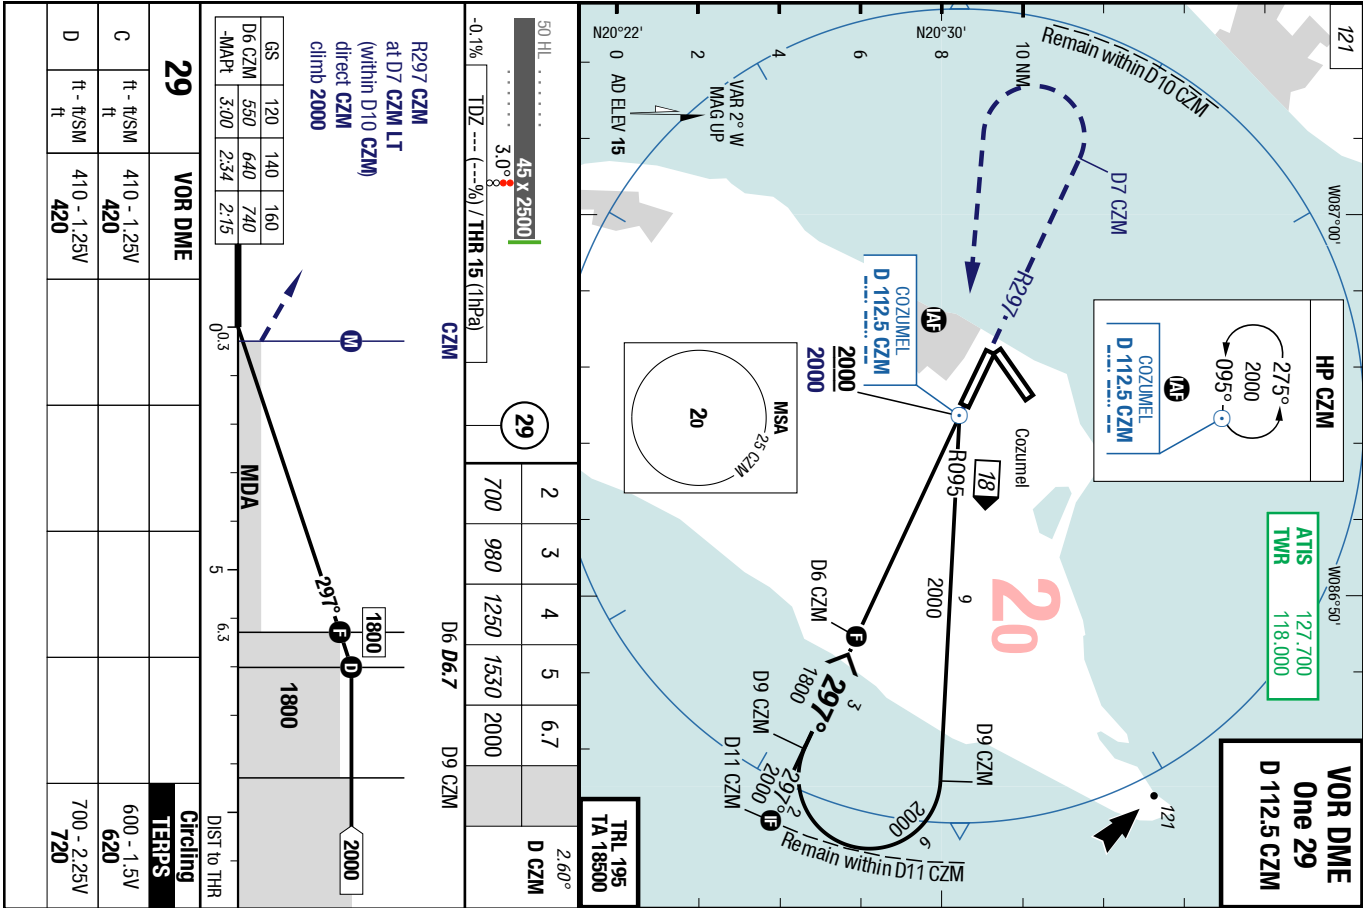 VOR DME
One 29
D 112.5 CZM
121
Remain within D10 CZM
N20°22'
N20°30'
0
2
4
6
8
10 NM
AD ELEV 15
VAR 2° W
MAG UP
W087°00'
W086°50'
HP CZM
275°
2000
095°
IAF
COZUMEL
D 112.5 CZM
ATIS 127.700
TWR 118.000
D7 CZM
R297
IAF
COZUMEL
D 112.5 CZM
2000
2000
MSA
25 CZM
20
Cozumel
18
R095
20
9
2000
D9 CZM
121
D6 CZM
F
297°
3
1800
D9 CZM
297°
2
2000
D11 CZM
IF
6
2000
Remain within D11 CZM
TRL 195
TA 18500
50 HL
45 x 2500
3.0°
-0.1%
TDZ --- (---%) / THR 15 (1hPa)
29
2 3 4 5 6.7 2.60°
700 980 1250 1530 2000 D CZM
R297 CZM
at D7 CZM LT
(within D10 CZM)
direct CZM
climb 2000
CZM
D6 D6.7
D9 CZM
GS 120 140 160
D6 CZM 550 640 740
-MAPt 3:00 2:34 2:15
M
MDA
297°
F
D
1800
1800
2000
0
0.3
5
6.3
DIST to THR
29
VOR DME
Circling
TERPS
C
ft - ft/SM
ft
410 - 1.25V
420
600 - 1.5V
620
D
ft - ft/SM
ft
410 - 1.25V
420
700 - 2.25V
720